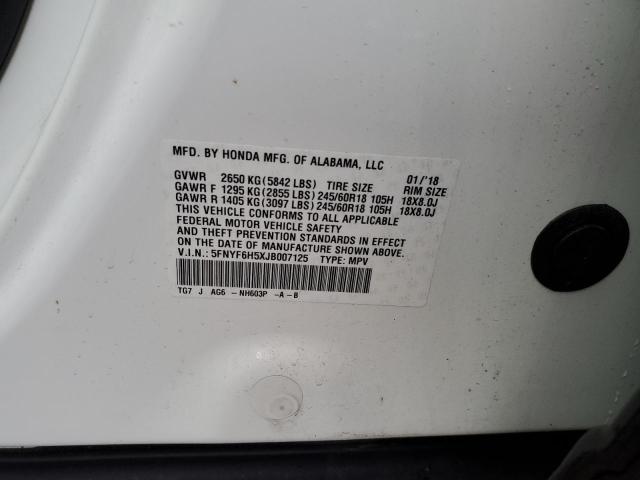 MFD. BY HONDA MFG. OF ALABAMA, LLC
GVWR 2650 KG (5842 LBS) TIRE SIZE 01/'18 RIM SIZE
GAWR F 1295 KG (2855 LBS) 245/60R18 105H 18X8.0J
GAWR R 1405 KG (3097 LBS) 245/60R18 105H 18X8.0J
THIS VEHICLE CONFORMS TO ALL APPLICABLE
FEDERAL MOTOR VEHICLE SAFETY
AND THEFT PREVENTION STANDARDS IN EFFECT
ON THE DATE OF MANUFACTURE SHOWN ABOVE.
V.I.N.: 5FNYF6H5XJB007125 TYPE: MPV
TG7 J AG6 - NH603P -A-B